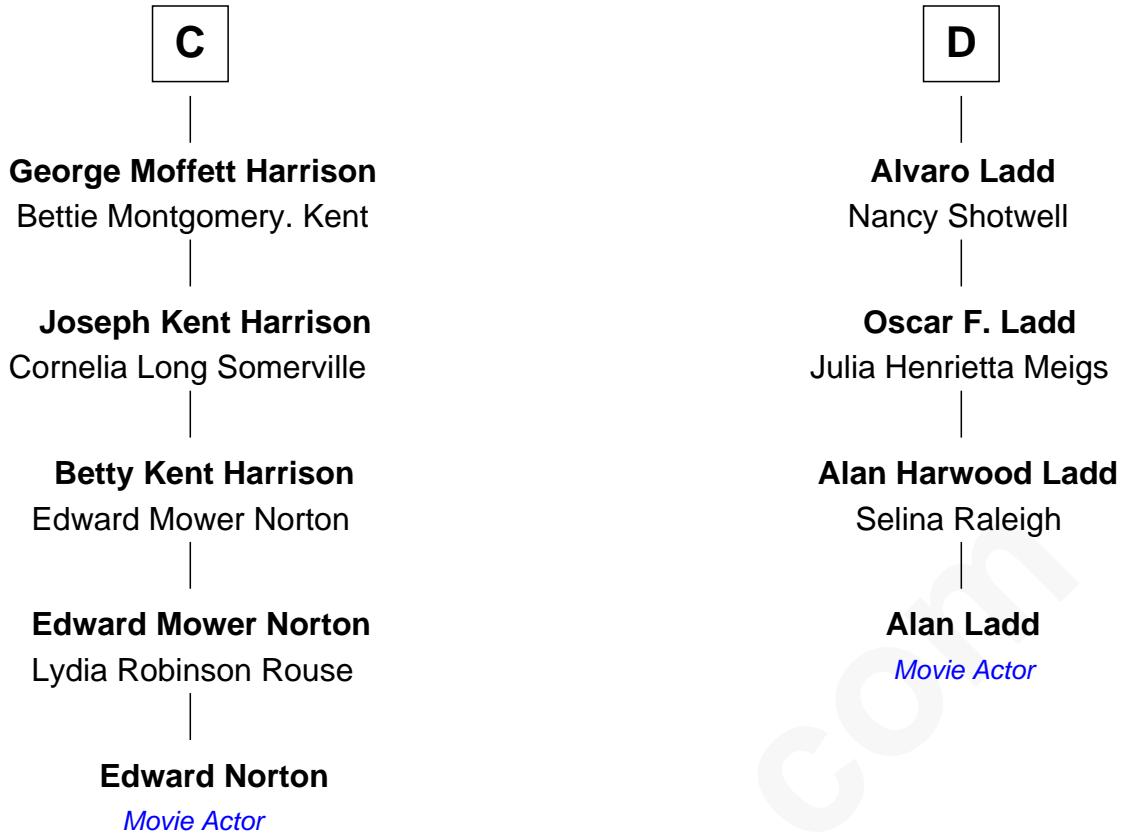 C
George Moffett Harrison
Bettie Montgomery. Kent
Joseph Kent Harrison
Cornelia Long Somerville
Betty Kent Harrison
Edward Mower Norton
Edward Mower Norton
Lydia Robinson Rouse
Edward Norton
Movie Actor
D
Alvaro Ladd
Nancy Shotwell
Oscar F. Ladd
Julia Henrietta Meigs
Alan Harwood Ladd
Selina Raleigh
Alan Ladd
Movie Actor
com